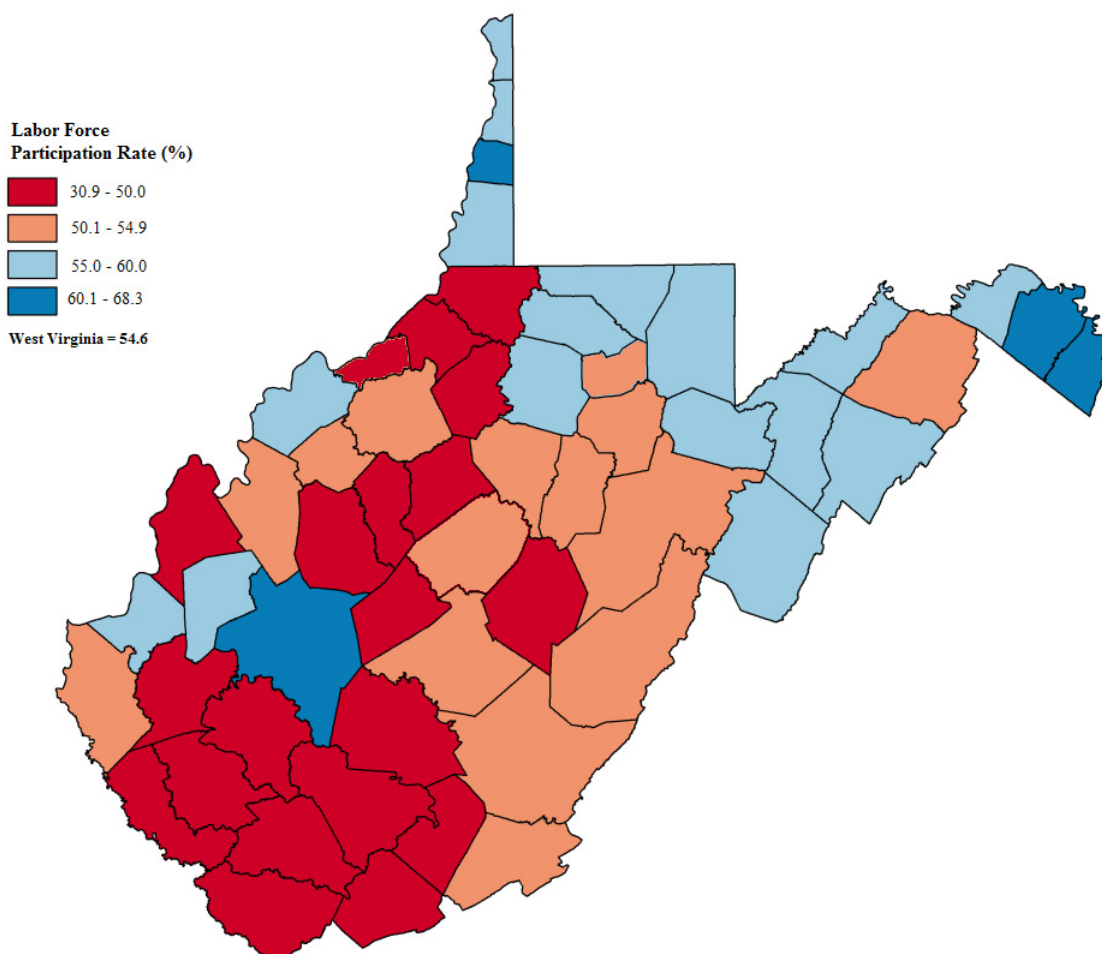 Labor Force
Participation Rate (%)
30.9 - 50.0
50.1 - 54.9
55.0 - 60.0
60.1 - 68.3
West Virginia = 54.6